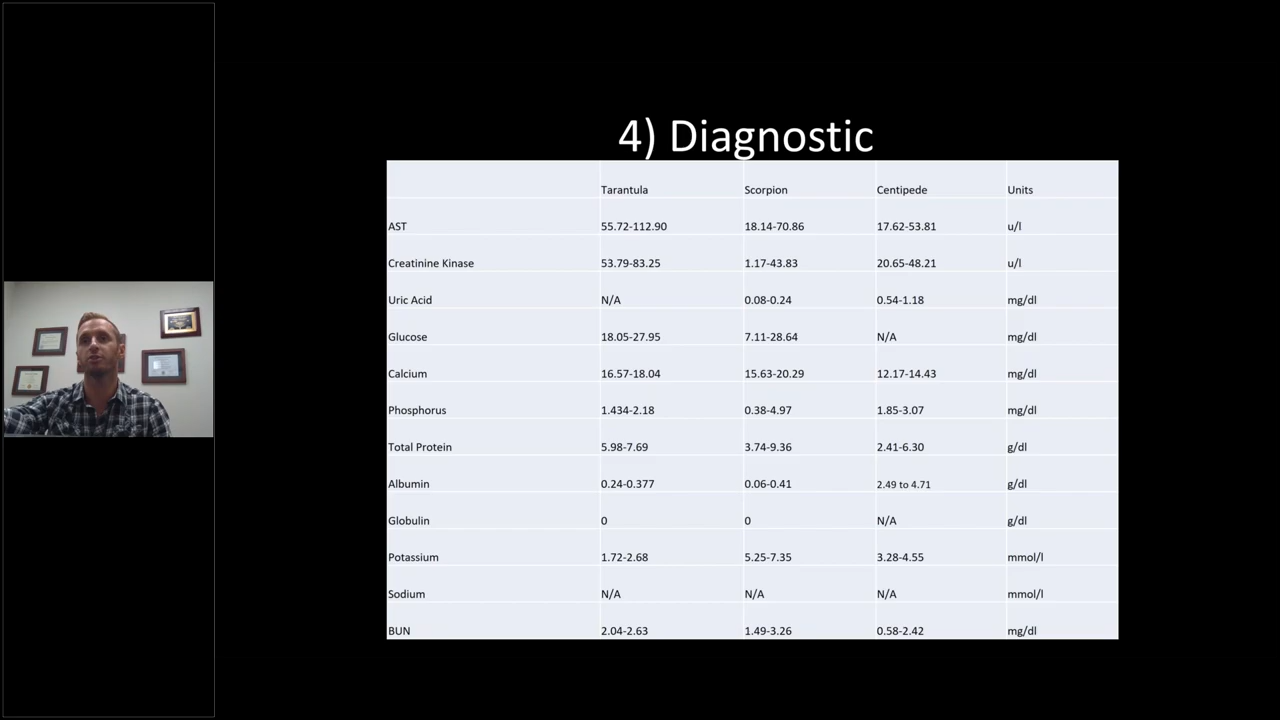 4) Diagnostic
Tarantula Scorpion Centipede Units
AST 55.72-112.90 18.14-70.86 17.62-53.81 u/l
Creatinine Kinase 53.79-83.25 1.17-43.83 20.65-48.21 u/l
Uric Acid N/A 0.08-0.24 0.54-1.18 mg/dl
Glucose 18.05-27.95 7.11-28.64 N/A mg/dl
Calcium 16.57-18.04 15.63-20.29 12.17-14.43 mg/dl
Phosphorus 1.434-2.18 0.38-4.97 1.85-3.07 mg/dl
Total Protein 5.98-7.69 3.74-9.36 2.41-6.30 g/dl
Albumin 0.24-0.377 0.06-0.41 2.49 to 4.71 g/dl
Globulin 0 0 N/A g/dl
Potassium 1.72-2.68 5.25-7.35 3.28-4.55 mmol/l
Sodium N/A N/A N/A mmol/l
BUN 2.04-2.63 1.49-3.26 0.58-2.42 mg/dl